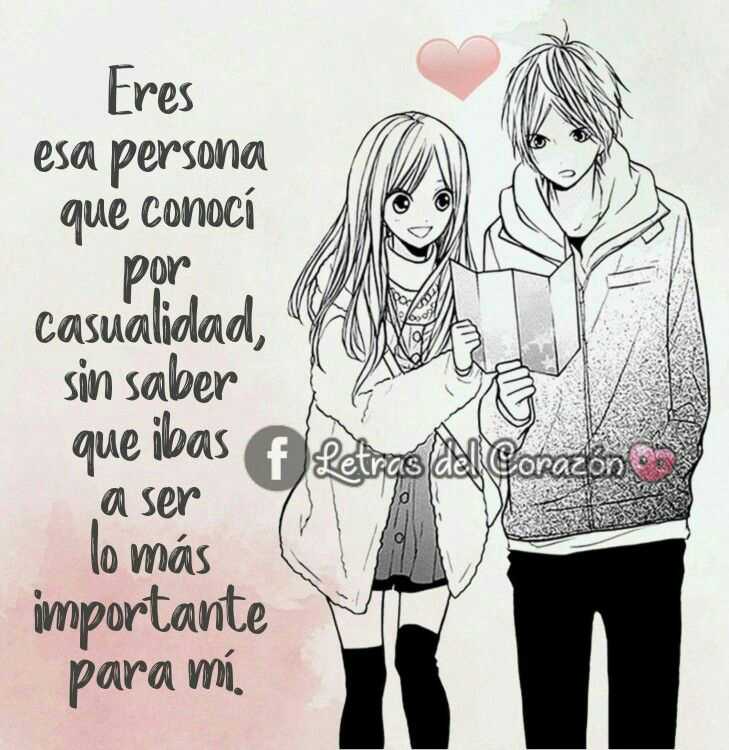 Eres
esa persona
que conocí
por
casualidad,
sin saber
que ibas
a ser
lo más
importante
para mí.
f Letras del Corazón